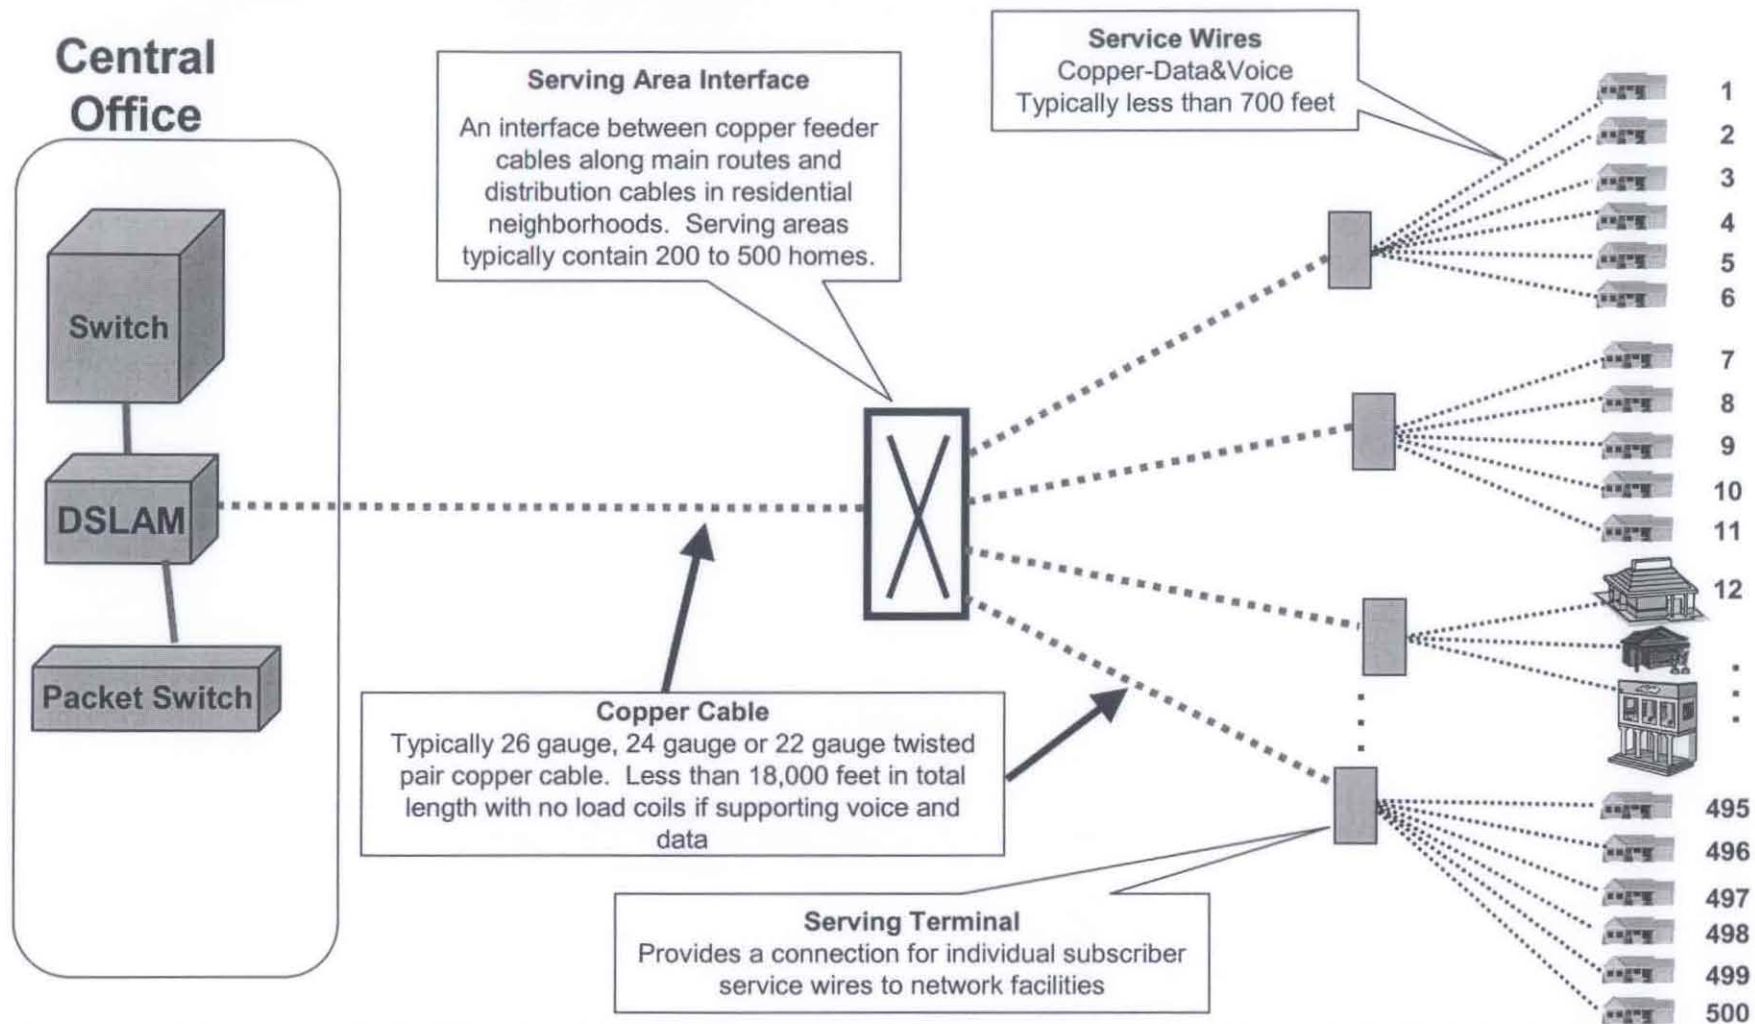 Central
Office
Switch
DSLAM
Packet Switch
Serving Area Interface
An interface between copper feeder
cables along main routes and
distribution cables in residential
neighborhoods. Serving areas
typically contain 200 to 500 homes.
Service Wires
Copper-Data&Voice
Typically less than 700 feet
Copper Cable
Typically 26 gauge, 24 gauge or 22 gauge twisted
pair copper cable. Less than 18,000 feet in total
length with no load coils if supporting voice and
data
Serving Terminal
Provides a connection for individual subscriber
service wires to network facilities
1
2
3
4
5
6
7
8
9
10
11
12
495
496
497
498
499
500